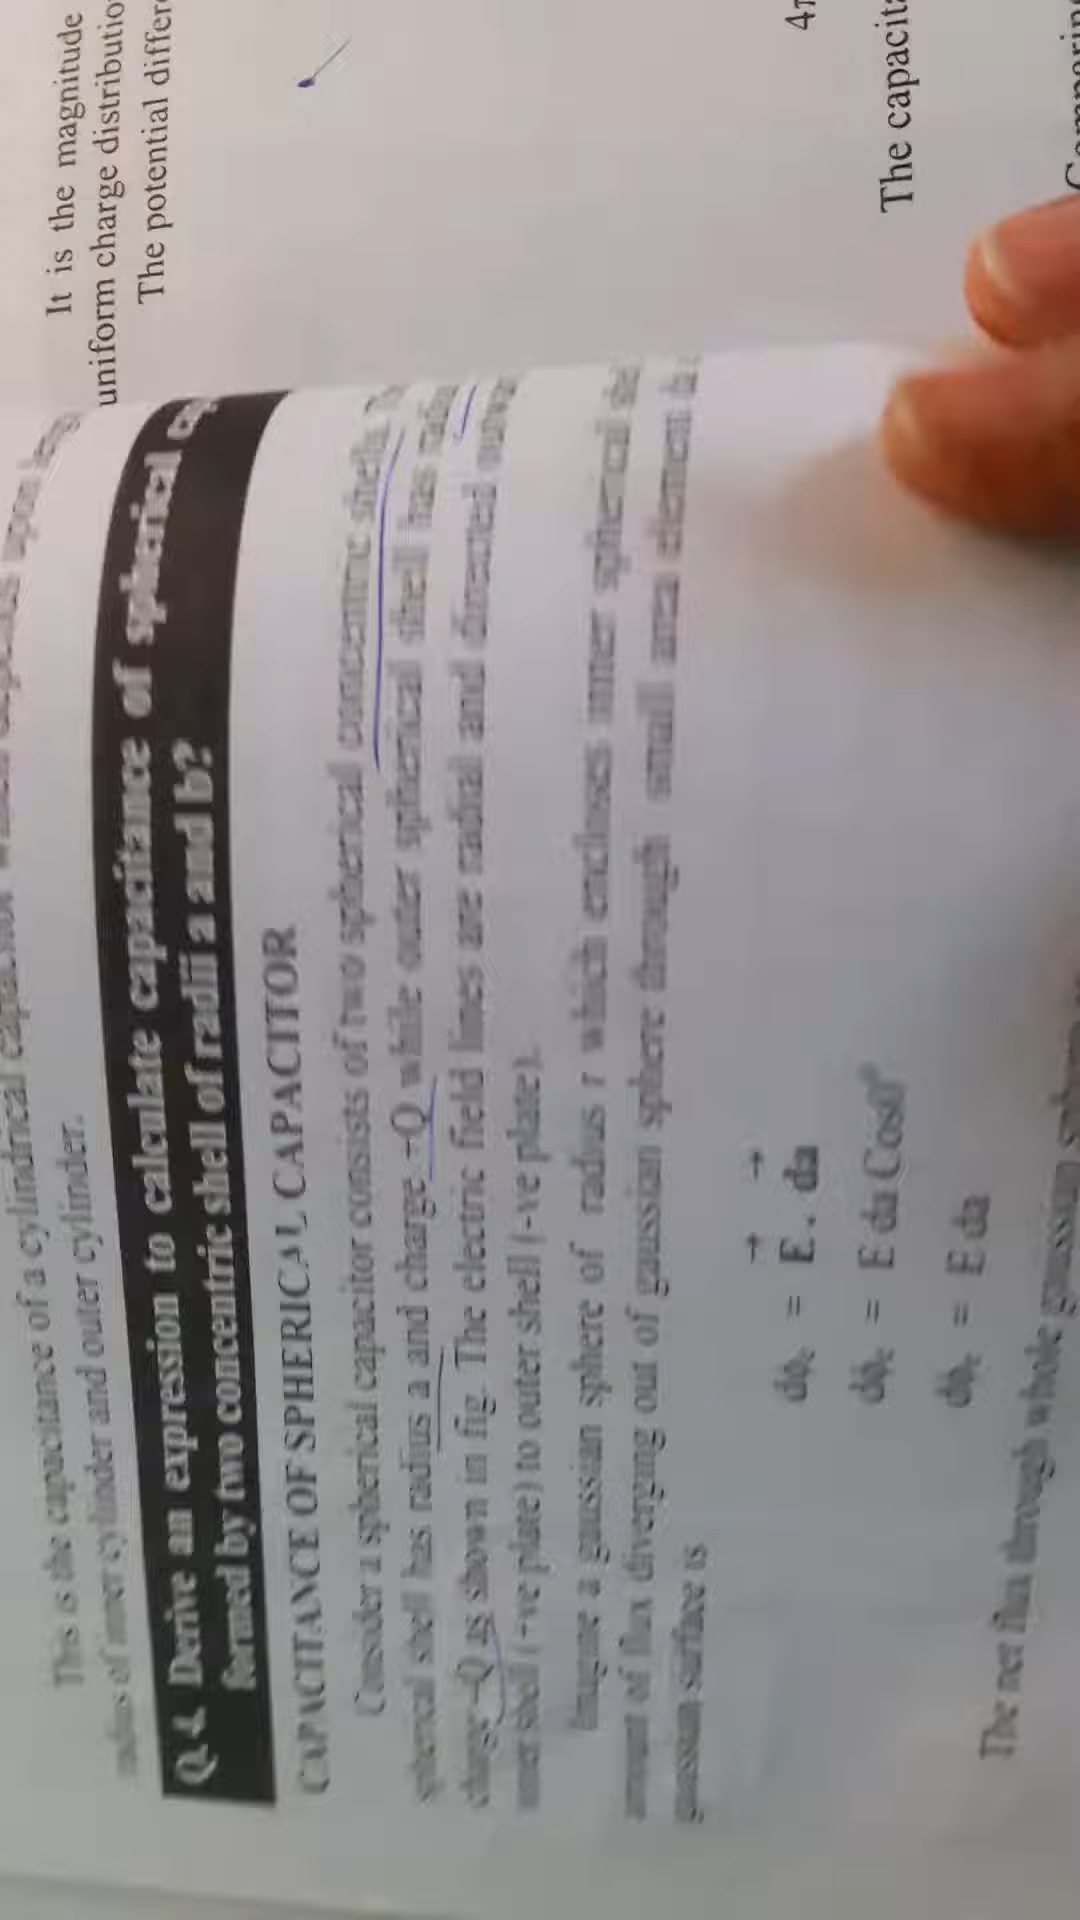 This is the capacitance of a cylindrical
radius of inner cylinder and outer cylinder.
Q.4. Derive an expression to calculate capacitance of spherical
formed by two concentric shell of radii a and b?
CAPACITANCE OF SPHERICAL CAPACITOR
Consider a spherical capacitor consists of two spherical concentric shells.
spherical shell has radius a and charge +Q while outer spherical shell has radius
charge -Q as shown in fig. The electric field lines are radial and directed
inner shell (+ve plate) to outer shell (-ve plate).
Imagine a gaussian sphere of radius r which encloses inner spherical
amount of flux diverging out of gaussian sphere through small area element da
gaussian surface is
dφₑ = E⃗ . da⃗
dφₑ = E da Cos0°
dφₑ = E da
The net flux through whole gaussian
It is the magnitude
uniform charge
The potential
The